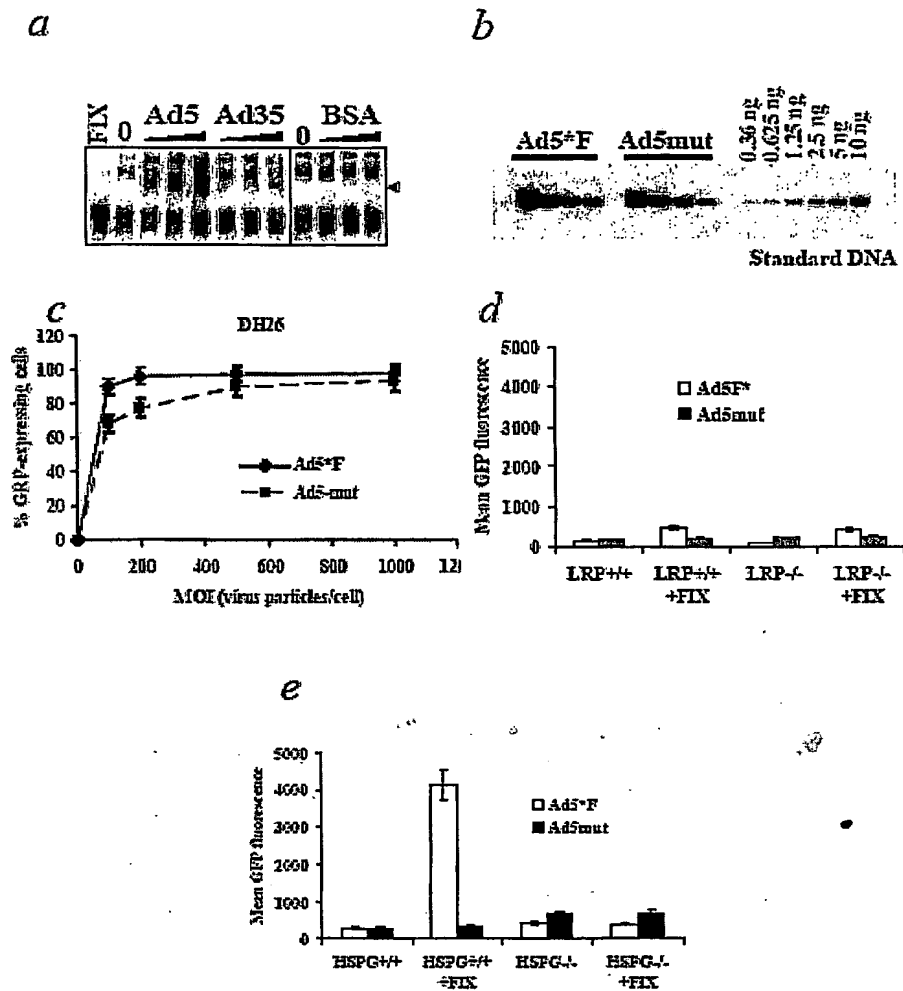 a
FIX 0 Ad5 Ad35 0 BSA
b
Ad5*F Ad5mut 0.36 ng 0.625 ng 1.25 ng 2.5 ng 5 ng 10 ng
Standard DNA
c
DH26
% GRP-expressing cells
120
100
80
60
40
20
0
Ad5*F
Ad5-mut
0 200 400 600 800 1000 12
MOI (virus particles/cell)
d
Mean GFP fluorescence
5000
4000
3000
2000
1000
0
Ad5F*
Ad5mut
LRP+/+ LRP+/+ LRP-/- LRP-/-
+FIX +FIX
e
Mean GFP fluorescence
5000
4000
3000
2000
1000
0
Ad5*F
Ad5mut
HSPG+/+ HSPG+/+ HSPG-/- HSPG-/-
+FIX +FIX